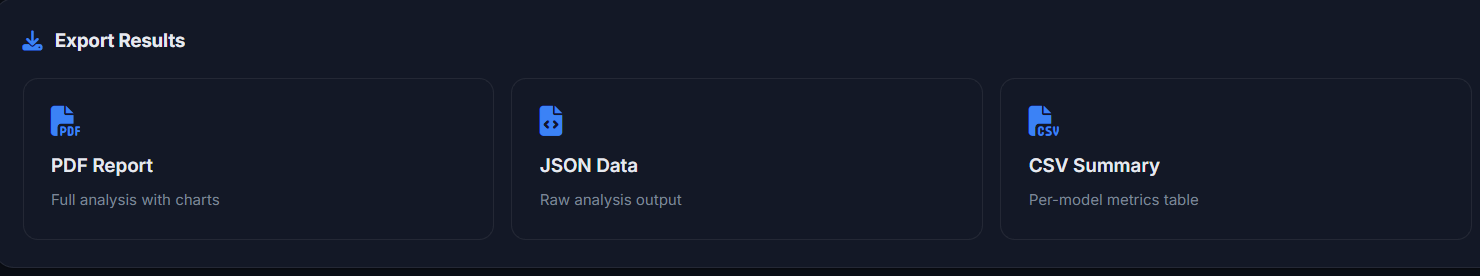 Export Results
PDF
PDF Report
Full analysis with charts
JSON Data
Raw analysis output
CSV
CSV Summary
Per-model metrics table